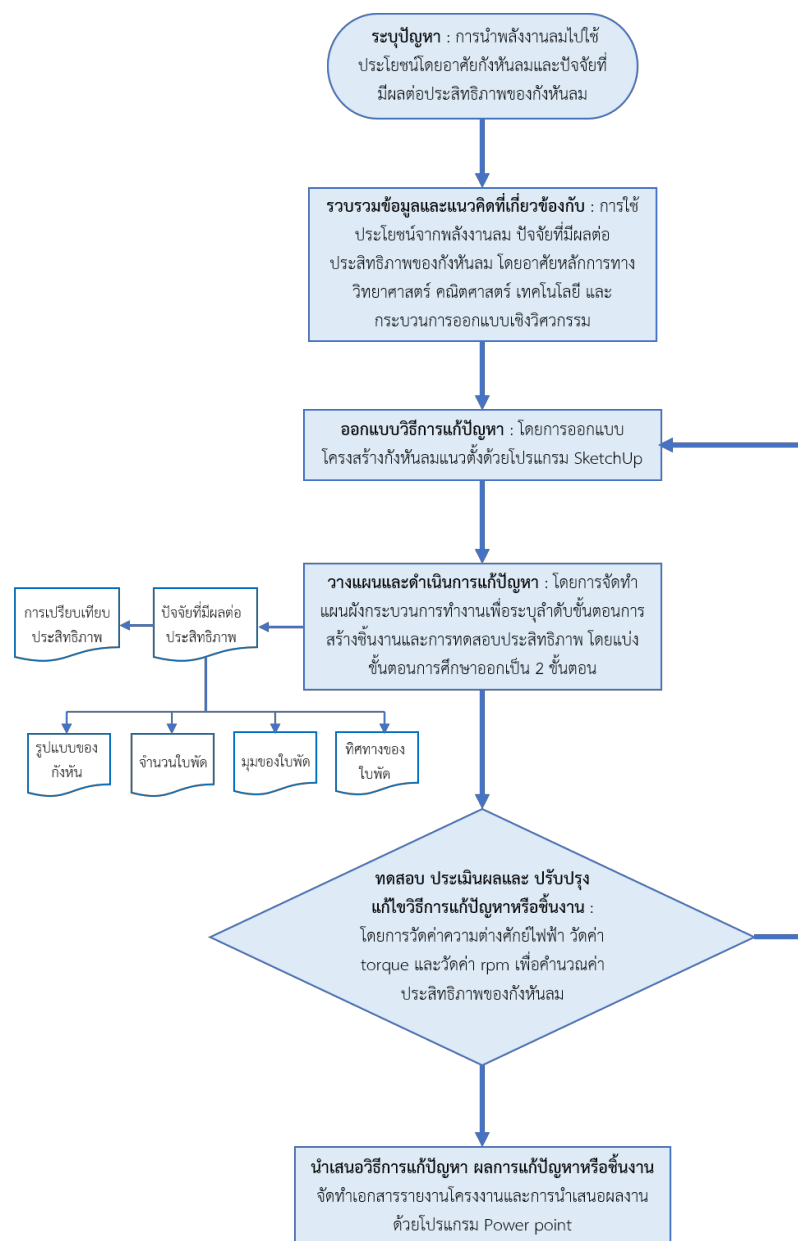 ระบุปัญหา : การนำพลังงานลมไปใช้
ประโยชน์โดยอาศัยกังหันลมและปัจจัยที่
มีผลต่อประสิทธิภาพของกังหันลม
รวบรวมข้อมูลและแนวคิดที่เกี่ยวข้องกับ : การใช้
ประโยชน์จากพลังงานลม ปัจจัยที่มีผลต่อ
ประสิทธิภาพของกังหันลม โดยอาศัยหลักการทาง
วิทยาศาสตร์ คณิตศาสตร์ เทคโนโลยี และ
กระบวนการออกแบบเชิงวิศวกรรม
ออกแบบวิธีการแก้ปัญหา : โดยการออกแบบ
โครงสร้างกังหันลมแนวตั้งด้วยโปรแกรม SketchUp
วางแผนและดำเนินการแก้ปัญหา : โดยการจัดทำ
แผนผังกระบวนการทำงานเพื่อระบุลำดับขั้นตอนการ
สร้างชิ้นงานและการทดสอบประสิทธิภาพ โดยแบ่ง
ขั้นตอนการศึกษาออกเป็น 2 ขั้นตอน
ปัจจัยที่มีผลต่อ
ประสิทธิภาพ
การเปรียบเทียบ
ประสิทธิภาพ
รูปแบบของ
กังหัน
จำนวนใบพัด
มุมของใบพัด
ทิศทางของ
ใบพัด
ทดสอบ ประเมินผลและ ปรับปรุง
แก้ไขวิธีการแก้ปัญหาหรือชิ้นงาน :
โดยการวัดค่าความต่างศักย์ไฟฟ้า วัดค่า
torque และวัดค่า rpm เพื่อคำนวณค่า
ประสิทธิภาพของกังหันลม
นำเสนอวิธีการแก้ปัญหา ผลการแก้ปัญหาหรือชิ้นงาน
จัดทำเอกสารรายงานโครงงานและการนำเสนอผลงาน
ด้วยโปรแกรม Power point